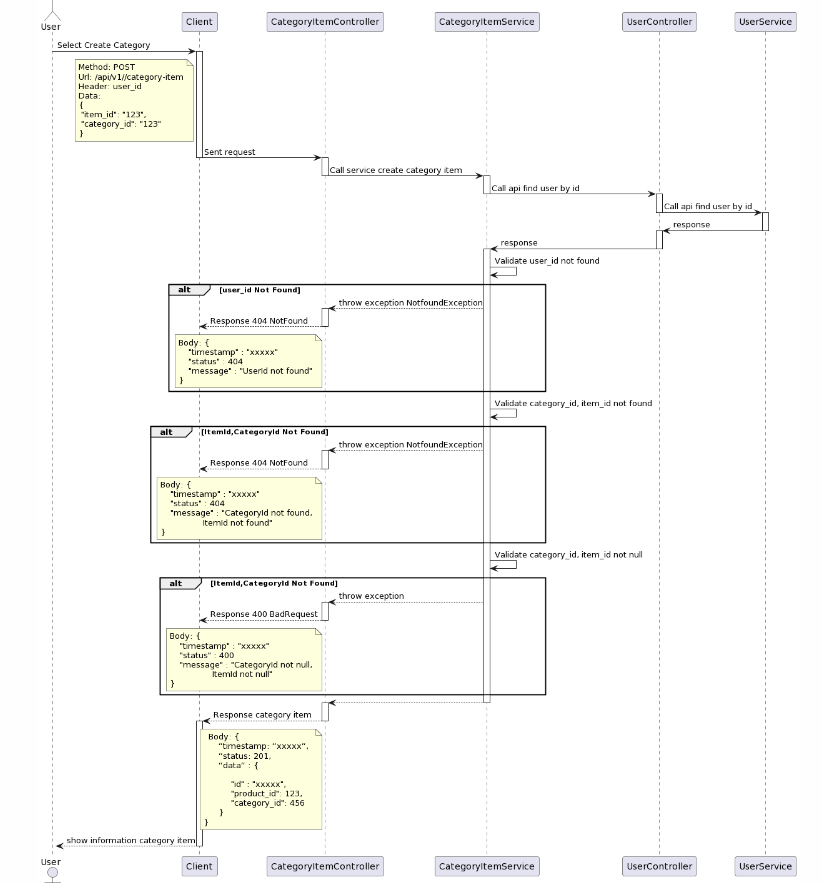 User
Client
CategoryItemController
CategoryItemService
UserController
UserService
Select Create Category
Method: POST
Url: /api/v1//category-item
Header: user_id
Data:
{
"item_id": "123",
"category_id": "123"
}
Sent request
Call service create category item
Call api find user by id
Call api find user by id
response
response
Validate user_id not found
alt [user_id Not Found]
throw exception NotfoundException
Response 404 NotFound
Body: {
"timestamp" : "xxxxx"
"status" : 404
"message" : "UserId not found"
}
Validate category_id, item_id not found
alt [ItemId,CategoryId Not Found]
throw exception NotfoundException
Response 404 NotFound
Body: {
"timestamp" : "xxxxx"
"status" : 404
"message" : "CategoryId not found,
ItemId not found"
}
Validate category_id, item_id not null
alt [ItemId,CategoryId Not Found]
throw exception
Response 400 BadRequest
Body: {
"timestamp" : "xxxxx"
"status" : 400
"message" : "CategoryId not null,
ItemId not null"
}
Response category item
Body: {
“timestamp: “xxxxx“,
“status: 201,
“data” : {
"id" : "xxxxx",
"product_id": 123,
"category_id": 456
}
}
show information category item
User
Client
CategoryItemController
CategoryItemService
UserController
UserService